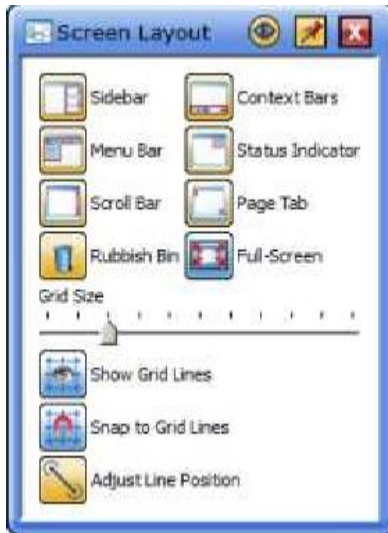 Screen Layout
Sidebar Context Bars
Menu Bar Status Indicator
Scroll Bar Page Tab
Rubbish Bin Full-Screen
Grid Size
Show Grid Lines
Snap to Grid Lines
Adjust Line Position